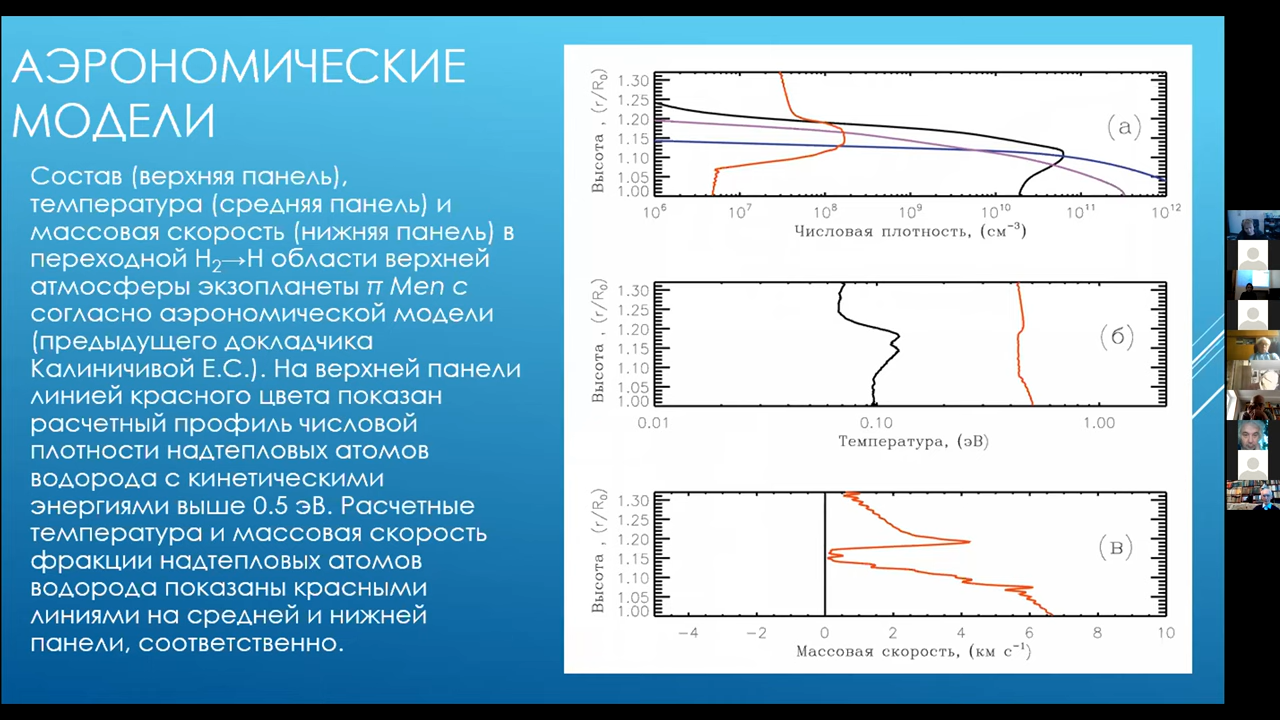 АЭРОНОМИЧЕСКИЕ
МОДЕЛИ
Состав (верхняя панель),
температура (средняя панель) и
массовая скорость (нижняя панель) в
переходной H₂→H области верхней
атмосферы экзопланеты π Men c
согласно аэрономической модели
(предыдущего докладчика
Калиничивой Е.С.). На верхней панели
линией красного цвета показан
расчетный профиль числовой
плотности надтепловых атомов
водорода с кинетическими
энергиями выше 0.5 эВ. Расчетные
температура и массовая скорость
фракции надтепловых атомов
водорода показаны красными
линиями на средней и нижней
панели, соответственно.
Высота , (r/R₀)
1.30
1.25
1.20
1.15
1.10
1.05
1.00
(а)
10⁶ 10⁷ 10⁸ 10⁹ 10¹⁰ 10¹¹ 10¹²
Числовая плотность, (см⁻³)
Высота , (r/R₀)
1.30
1.25
1.20
1.15
1.10
1.05
1.00
(б)
0.01 0.10 1.00
Температура, (эВ)
Высота , (r/R₀)
1.30
1.25
1.20
1.15
1.10
1.05
1.00
(в)
−4 −2 0 2 4 6 8 10
Массовая скорость, (км с⁻¹)